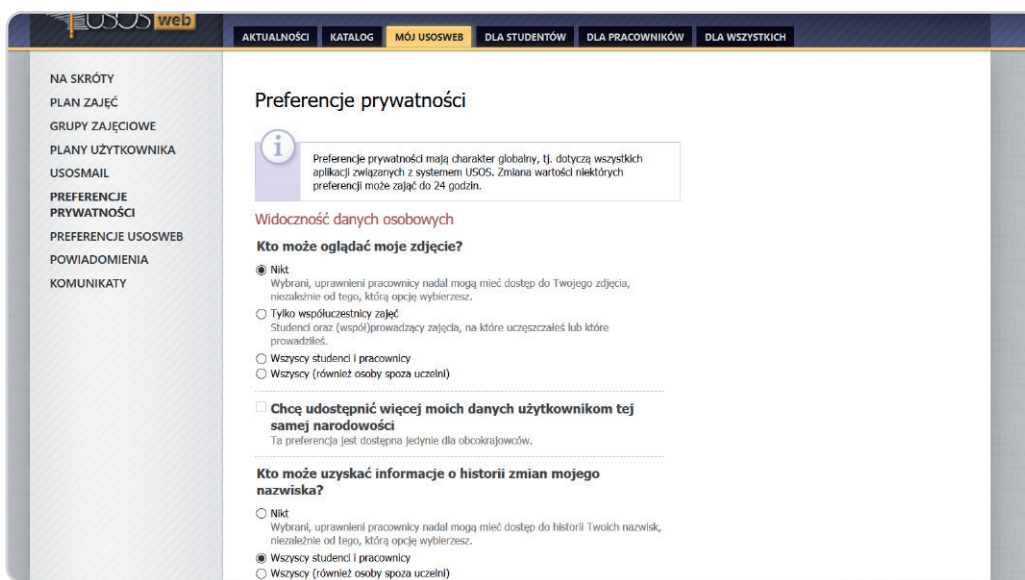 USOS web
AKTUALNOŚCI KATALOG MÓJ USOSWEB DLA STUDENTÓW DLA PRACOWNIKÓW DLA WSZYSTKICH
NA SKRÓTY
PLAN ZAJĘĆ
GRUPY ZAJĘCIOWE
PLANY UŻYTKOWNIKA
USOSMAIL
PREFERENCJE
PRYWATNOŚCI
PREFERENCJE USOSWEB
POWIADOMIENIA
KOMUNIKATY
Preferencje prywatności
i
Preferencje prywatności mają charakter globalny, tj. dotyczą wszystkich
aplikacji związanych z systemem USOS. Zmiana wartości niektórych
preferencji może zająć do 24 godzin.
Widoczność danych osobowych
Kto może oglądać moje zdjęcie?
Nikt
Wybrani, uprawnieni pracownicy nadal mogą mieć dostęp do Twojego zdjęcia,
niezależnie od tego, którą opcję wybierzesz.
Tylko współuczestnicy zajęć
Studenci oraz (współ)prowadzący zajęcia, na które uczęszczałeś lub które
prowadziłeś.
Wszyscy studenci i pracownicy
Wszyscy (również osoby spoza uczelni)
Chcę udostępnić więcej moich danych użytkownikom tej
samej narodowości
Ta preferencja jest dostępna jedynie dla obcokrajowców.
Kto może uzyskać informacje o historii zmian mojego
nazwiska?
Nikt
Wybrani, uprawnieni pracownicy nadal mogą mieć dostęp do historii Twoich nazwisk,
niezależnie od tego, którą opcję wybierzesz.
Wszyscy studenci i pracownicy
Wszyscy (również osoby spoza uczelni)